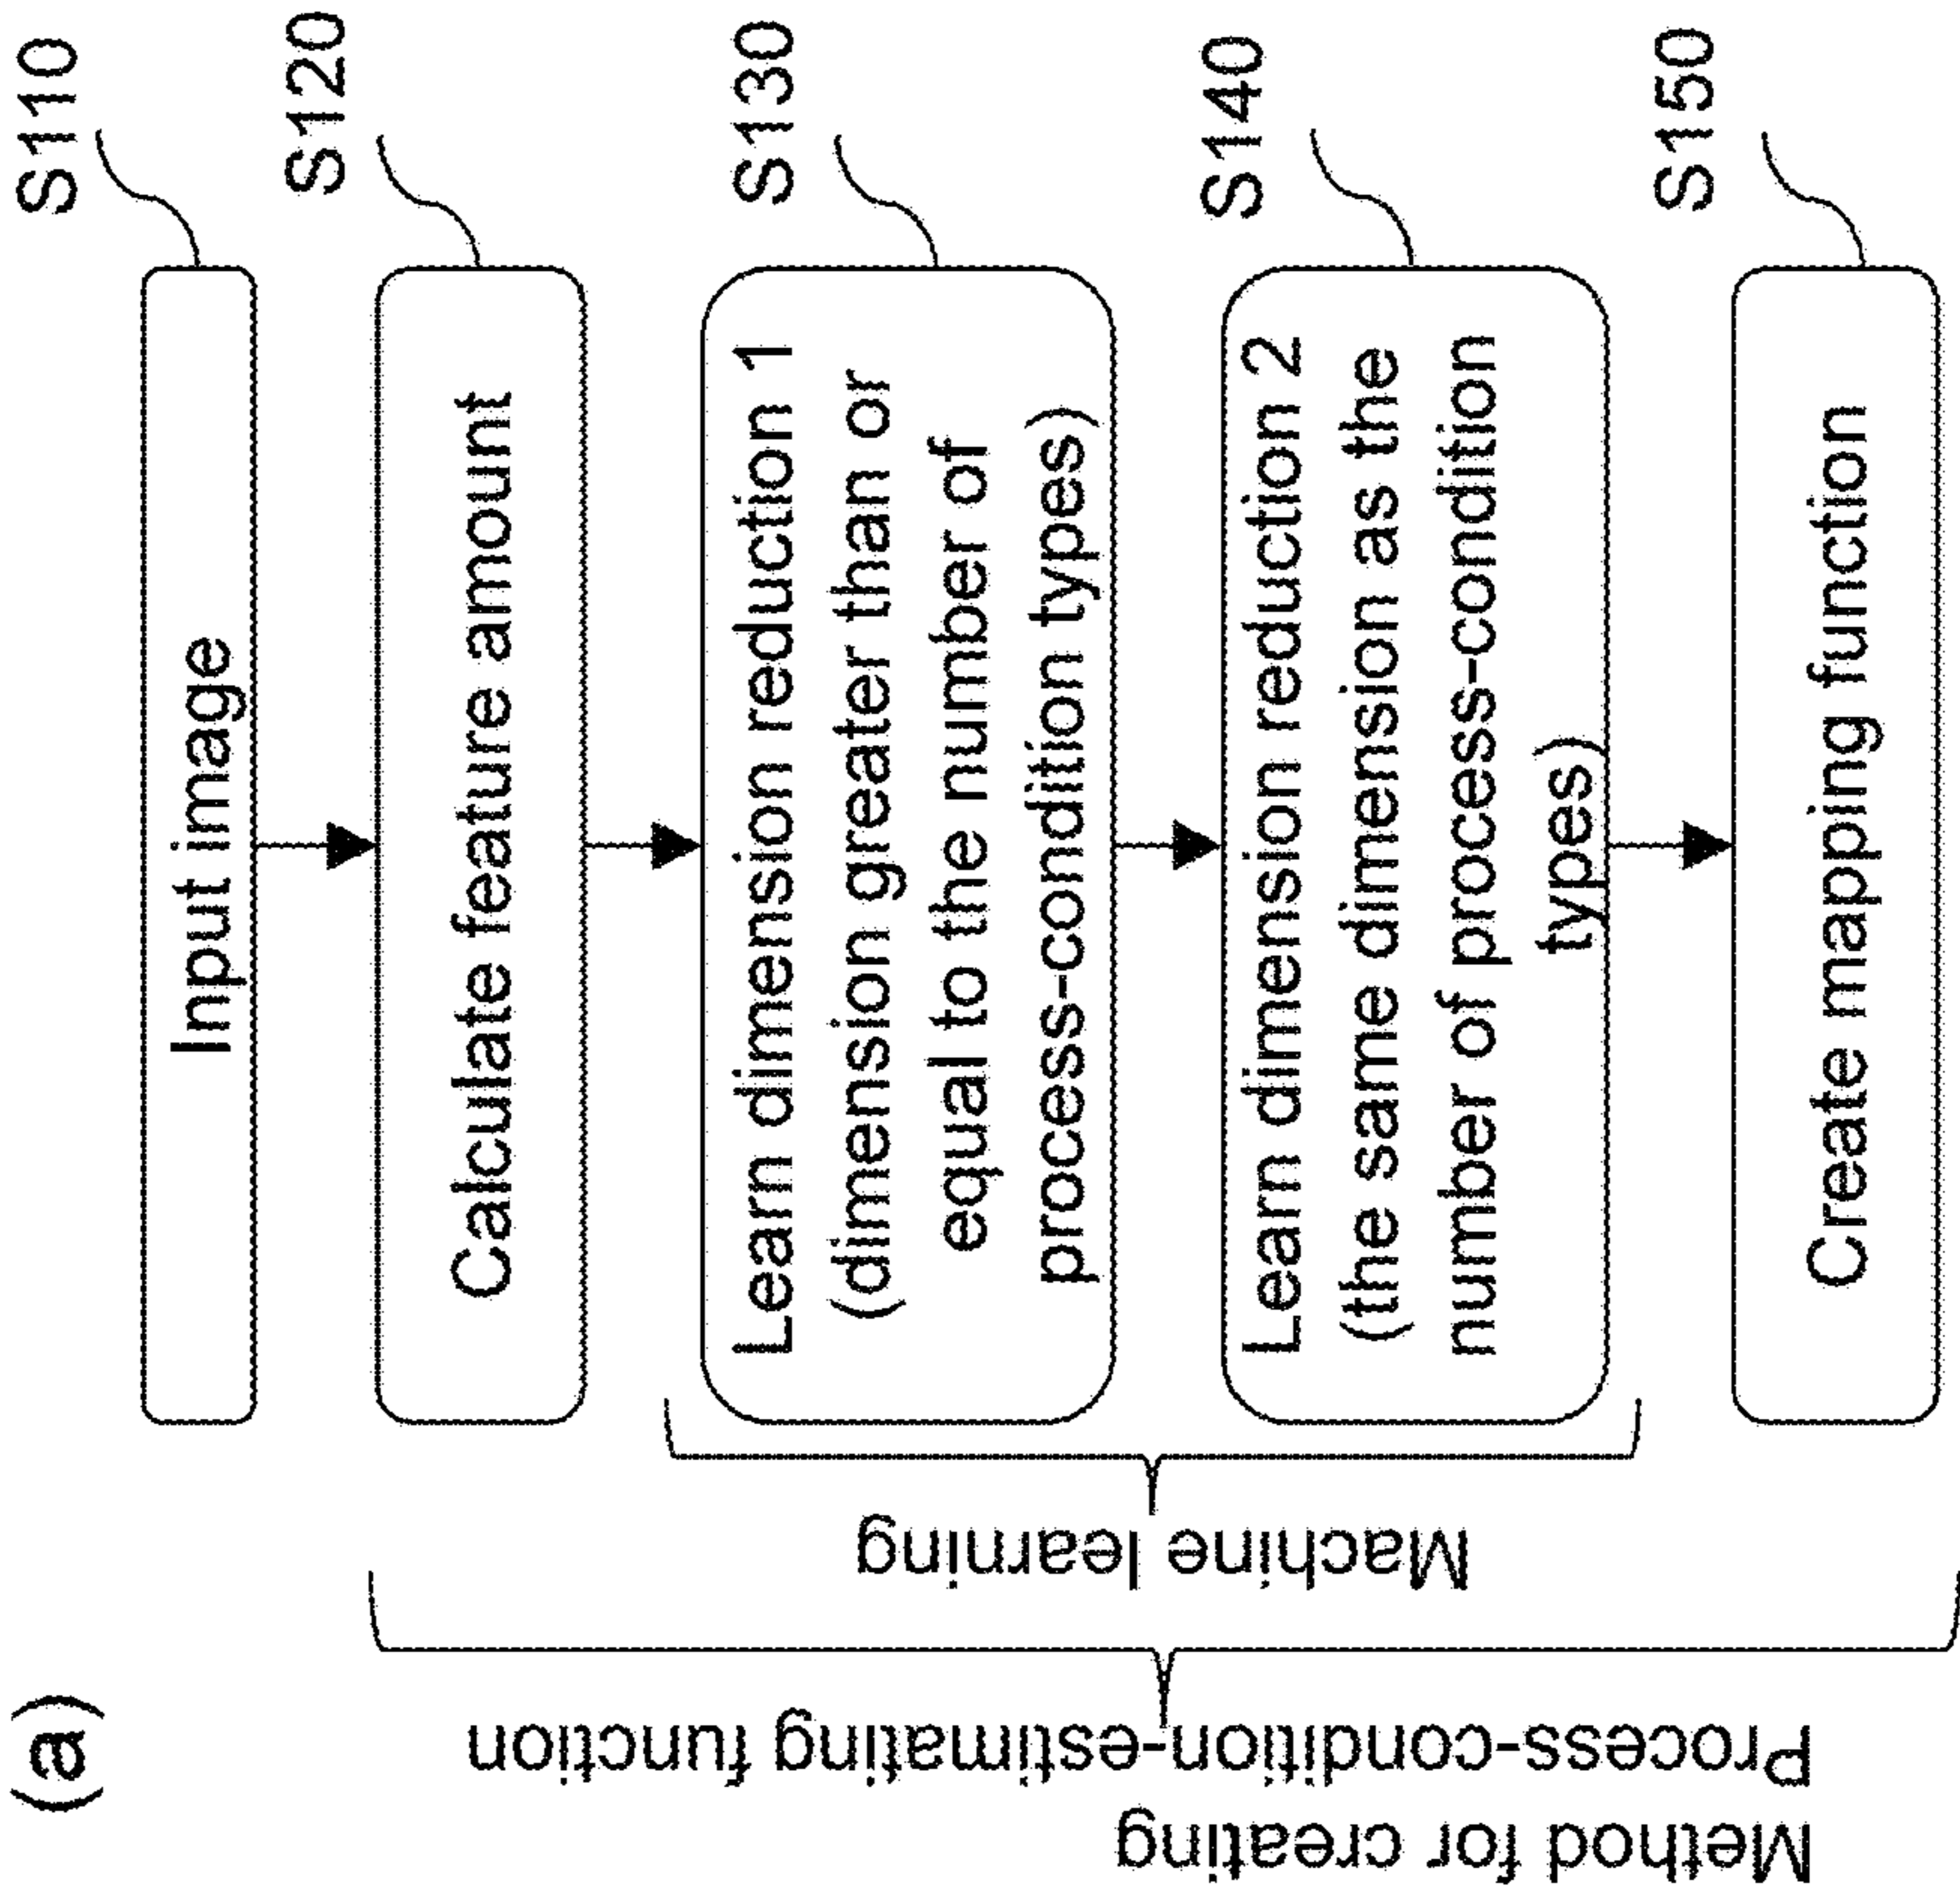 (a)
Input image
S110
Calculate feature amount
S120
Learn dimension reduction 1
(dimension greater than or
equal to the number of
process-condition types)
S130
Learn dimension reduction 2
(the same dimension as the
number of process-condition
types)
S140
Create mapping function
S150
Machine learning
Method for creating
Process-condition-estimating function